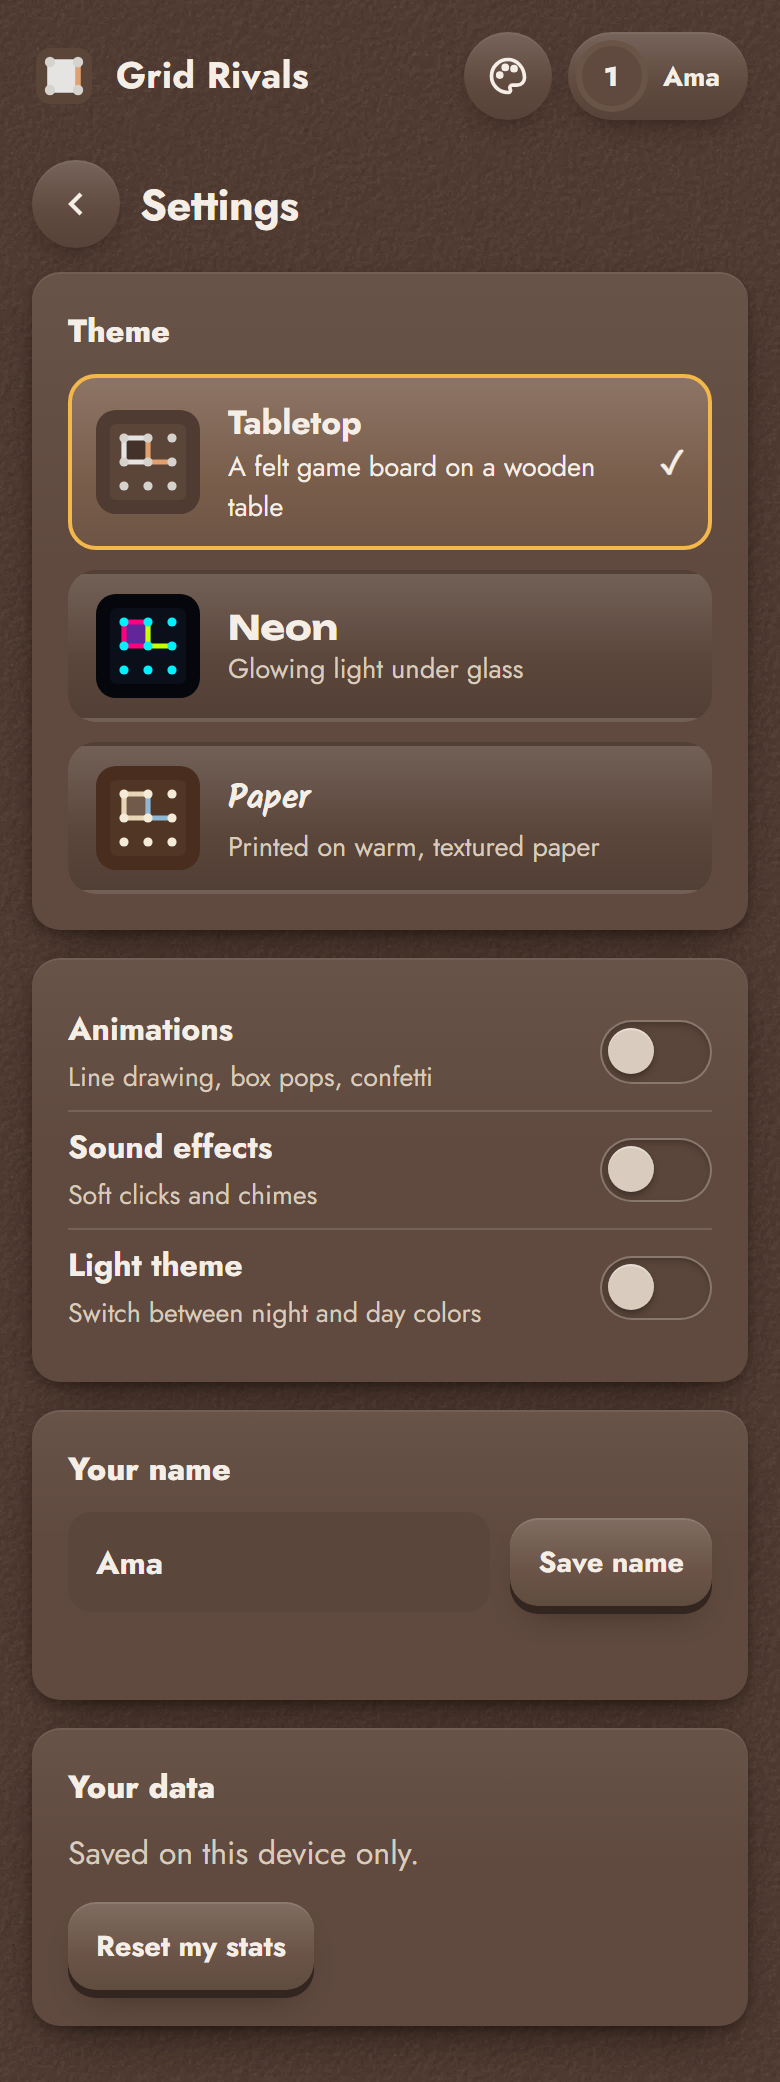 Grid Rivals
1
Ama
Settings
Theme
Tabletop
A felt game board on a wooden
table
✓
Neon
Glowing light under glass
Paper
Printed on warm, textured paper
Animations
Line drawing, box pops, confetti
Sound effects
Soft clicks and chimes
Light theme
Switch between night and day colors
Your name
Ama
Save name
Your data
Saved on this device only.
Reset my stats